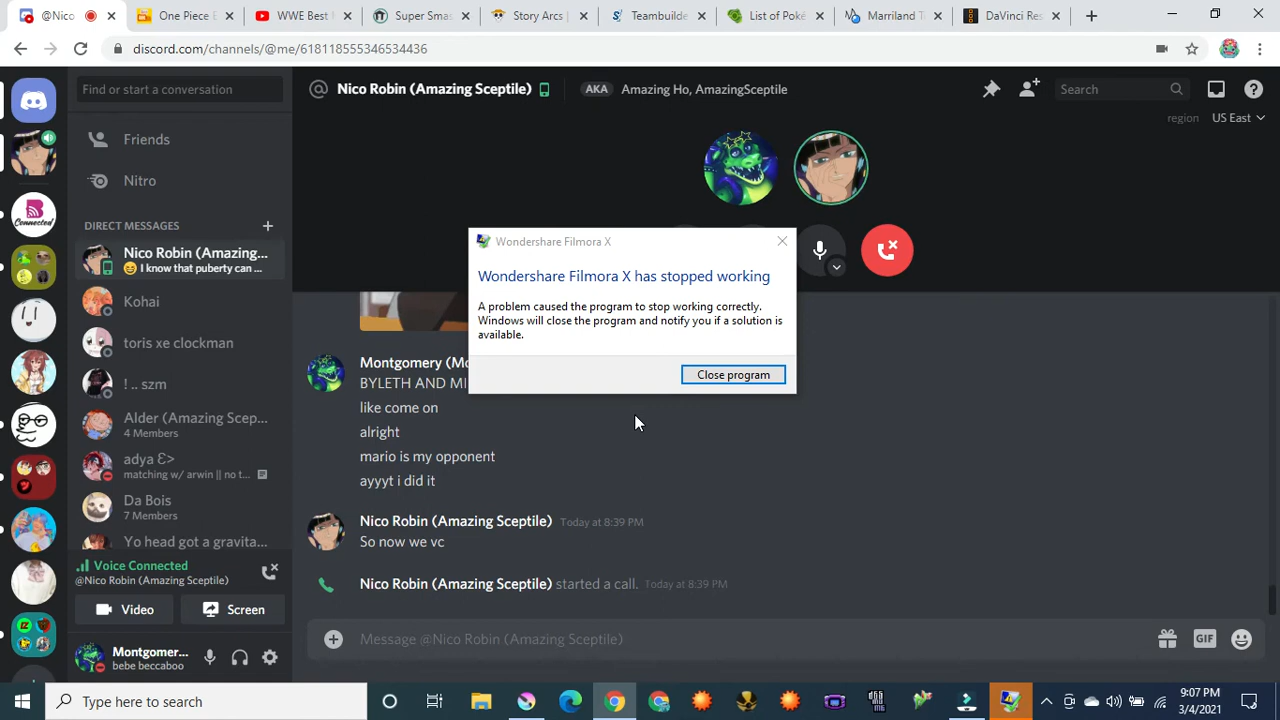 @Nico
One Piece E
WWE Best M
Super Smas
Story Arcs |
Teambuilde
List of Poké
Marriland T
DaVinci Res
discord.com/channels/@me/618118555346534436
Find or start a conversation
@ Nico Robin (Amazing Sceptile) AKA Amazing Ho, AmazingSceptile
Search
region US East
Friends
Nitro
DIRECT MESSAGES +
Nico Robin (Amazing...
I know that puberty can ...
Kohai
toris xe clockman
! .. szm
Alder (Amazing Scep...
4 Members
adya Ɛ>
matching w/ arwin || no t...
Da Bois
7 Members
Yo head got a gravita...
Voice Connected
@Nico Robin (Amazing Sceptile)
Video Screen
Montgomer...
bebe beccaboo
B
Connected
Wondershare Filmora X
Wondershare Filmora X has stopped working
A problem caused the program to stop working correctly.
Windows will close the program and notify you if a solution is
available.
Close program
Montgomery (Mo
BYLETH AND MI
like come on
alright
mario is my opponent
ayyyt i did it
Nico Robin (Amazing Sceptile) Today at 8:39 PM
So now we vc
Nico Robin (Amazing Sceptile) started a call. Today at 8:39 PM
Message @Nico Robin (Amazing Sceptile)
GIF
Type here to search
9:07 PM
3/4/2021